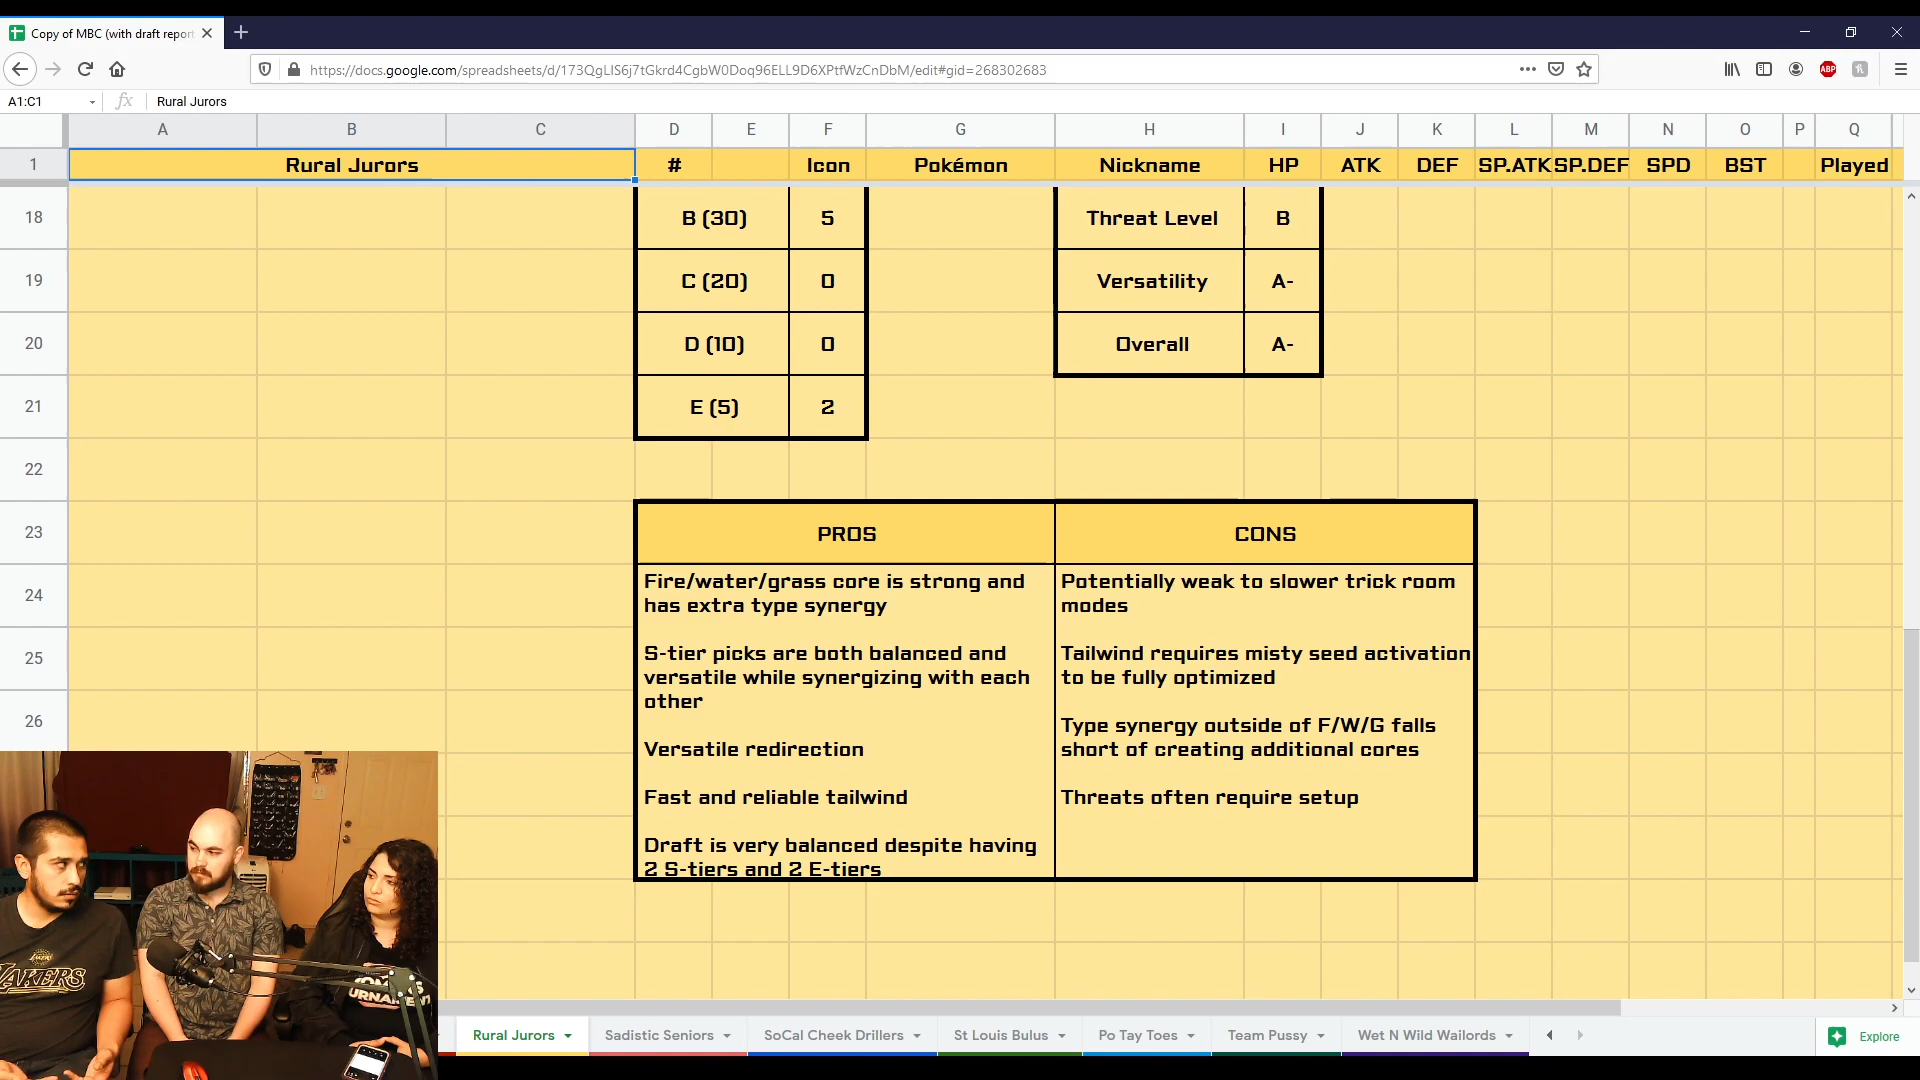 Copy of MBC (with draft repor
https://docs.google.com/spreadsheets/d/173QgLIS6j7tGkrd4CgbW0Doq96ELL9D6XPtfWzCnDbM/edit#gid=268302683
ABP
A1:C1
fx
Rural Jurors
A B C D E F G H I J K L M N O P Q
1 Rural Jurors # Icon Pokémon Nickname HP ATK DEF SP.ATK SP.DEF SPD BST Played
18 B (30) 5 Threat Level B
19 C (20) 0 Versatility A-
20 D (10) 0 Overall A-
21 E (5) 2
22
23 PROS CONS
24
25
26
Fire/water/grass core is strong and
has extra type synergy
S-tier picks are both balanced and
versatile while synergizing with each
other
Versatile redirection
Fast and reliable tailwind
Draft is very balanced despite having
2 S-tiers and 2 E-tiers
Potentially weak to slower trick room
modes
Tailwind requires misty seed activation
to be fully optimized
Type synergy outside of F/W/G falls
short of creating additional cores
Threats often require setup
LAKERS
Rural Jurors Sadistic Seniors SoCal Cheek Drillers St Louis Bulus Po Tay Toes Team Pussy Wet N Wild Wailords Explore